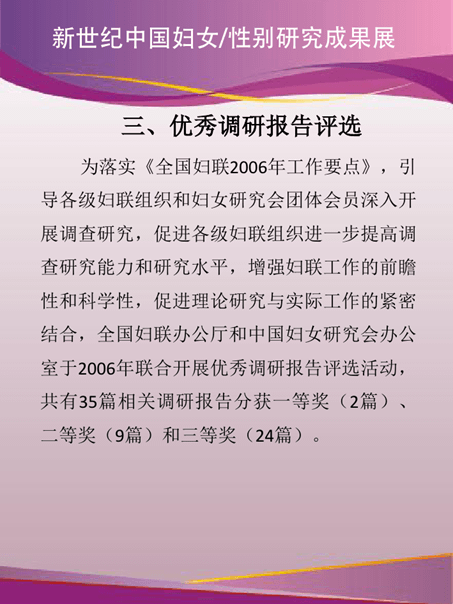 新世纪中国妇女/性别研究成果展
三、优秀调研报告评选
为落实《全国妇联2006年工作要点》，引
导各级妇联组织和妇女研究会团体会员深入开
展调查研究，促进各级妇联组织进一步提高调
查研究能力和研究水平，增强妇联工作的前瞻
性和科学性，促进理论研究与实际工作的紧密
结合，全国妇联办公厅和中国妇女研究会办公
室于2006年联合开展优秀调研报告评选活动，
共有35篇相关调研报告分获一等奖（2篇）、
二等奖（9篇）和三等奖（24篇）。